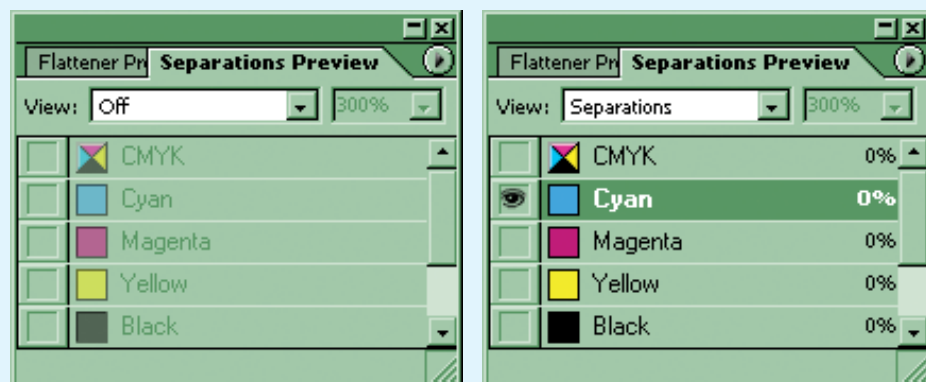 Flattener Pr Separations Preview
View: Off 300%
CMYK
Cyan
Magenta
Yellow
Black
Flattener Pr Separations Preview
View: Separations 300%
CMYK 0%
Cyan 0%
Magenta 0%
Yellow 0%
Black 0%